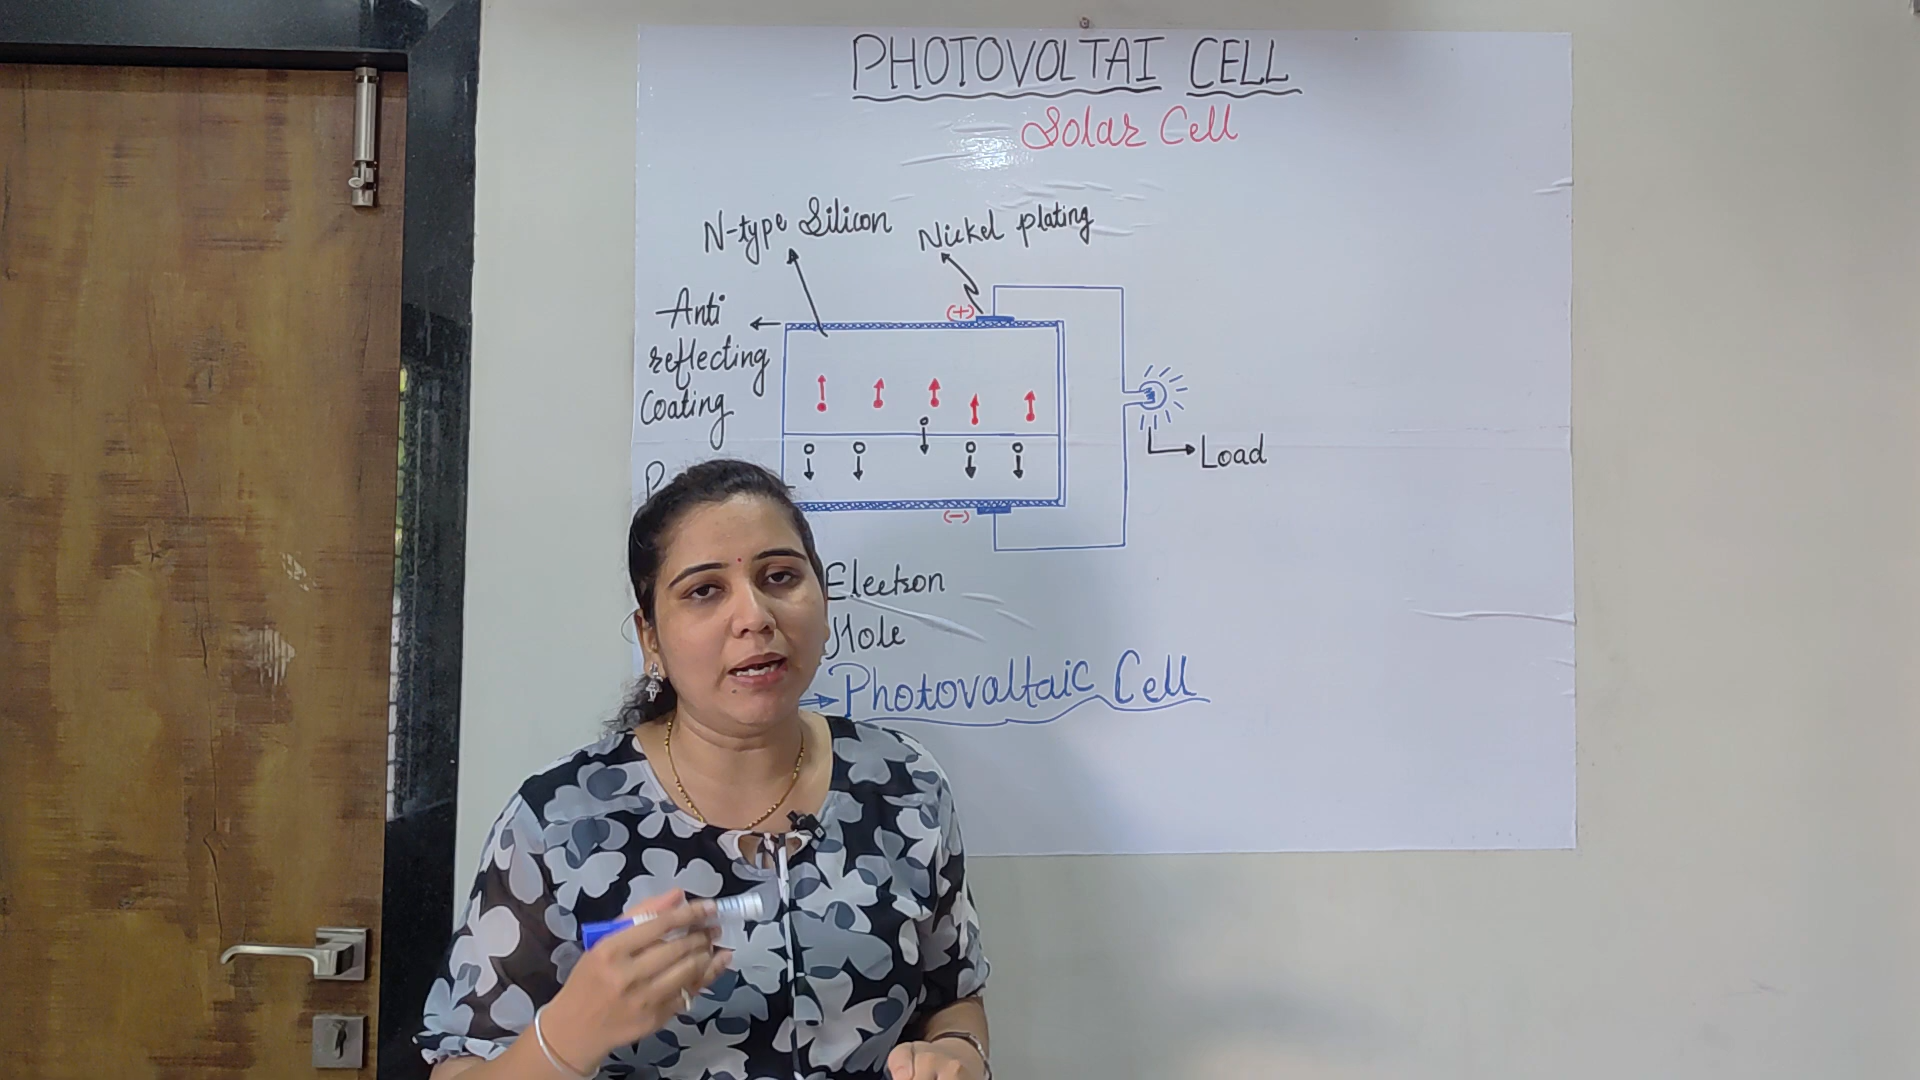 PHOTOVOLTAI CELL
Solar Cell
N-type Silicon
Nickel plating
Anti
reflecting
Coating
(+)
Load
P
(-)
Electron
Hole
Photovoltaic Cell